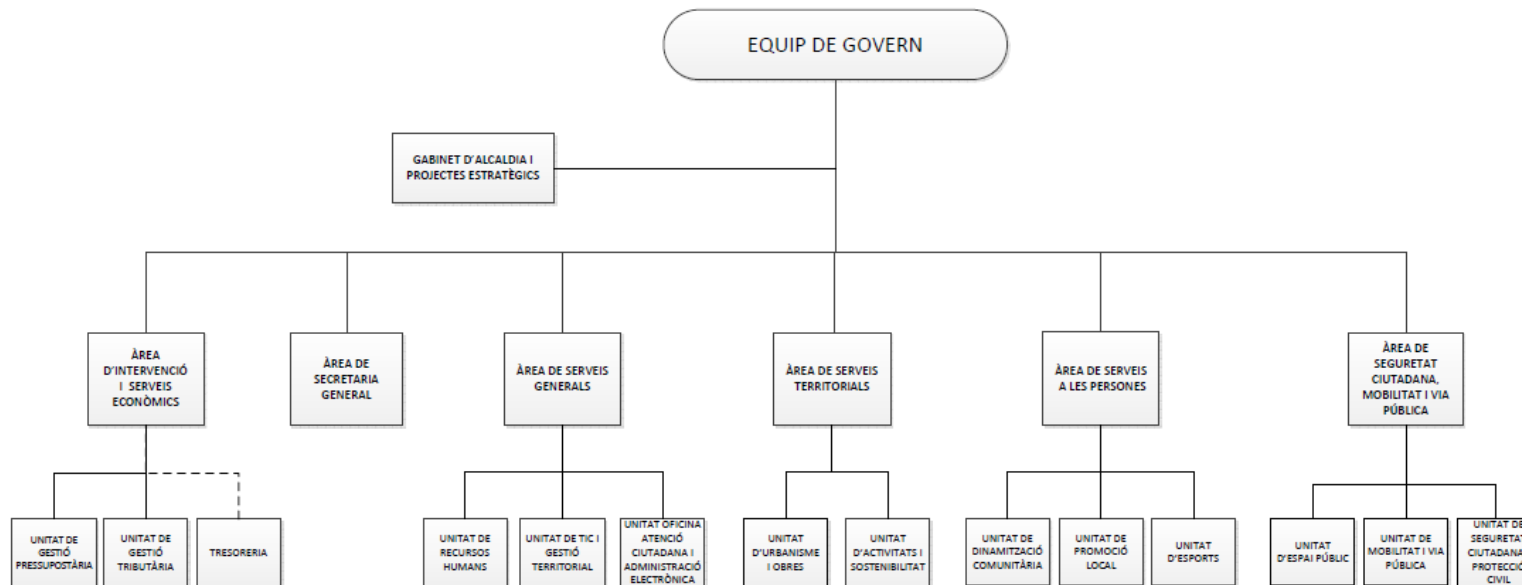 EQUIP DE GOVERN
GABINET D'ALCALDIA I
PROJECTES ESTRATÈGICS
ÀREA
D'INTERVENCIÓ
I SERVEIS
ECONÒMICS
ÀREA DE
SECRETARIA
GENERAL
ÀREA DE SERVEIS
GENERALS
ÀREA DE SERVEIS
TERRITORIALS
ÀREA DE SERVEIS
A LES PERSONES
ÀREA DE
SEGURETAT
CIUTADANA,
MOBILITAT I VIA
PÚBLICA
UNITAT DE
GESTIÓ
PRESSUPOSTÀRIA
UNITAT DE
GESTIÓ
TRIBUTÀRIA
TRESORERIA
UNITAT DE
RECURSOS
HUMANS
UNITAT DE TIC I
GESTIÓ
TERRITORIAL
UNITAT OFICINA
ATENCIÓ
CIUTADANA I
ADMINISTRACIÓ
ELECTRÒNICA
UNITAT
D'URBANISME
I OBRES
UNITAT
D'ACTIVITATS I
SOSTENIBILITAT
UNITAT DE
DINAMITZACIÓ
COMUNITÀRIA
UNITAT DE
PROMOCIÓ
LOCAL
UNITAT
D'ESPORTS
UNITAT
D'ESPAI PÚBLIC
UNITAT DE
MOBILITAT I VIA
PÚBLICA
UNITAT DE
SEGURETAT
CIUTADANA I
PROTECCIÓ
CIVIL